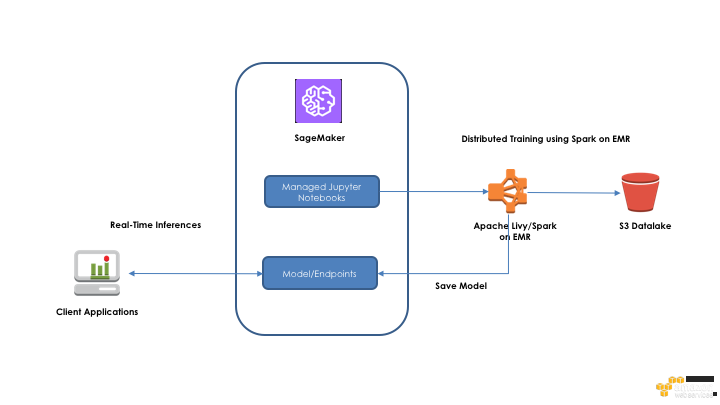 SageMaker
Distributed Training using Spark on EMR
Managed Jupyter
Notebooks
Real-Time Inferences
Apache Livy/Spark
on EMR
S3 Datalake
Model/Endpoints
Save Model
Client Applications